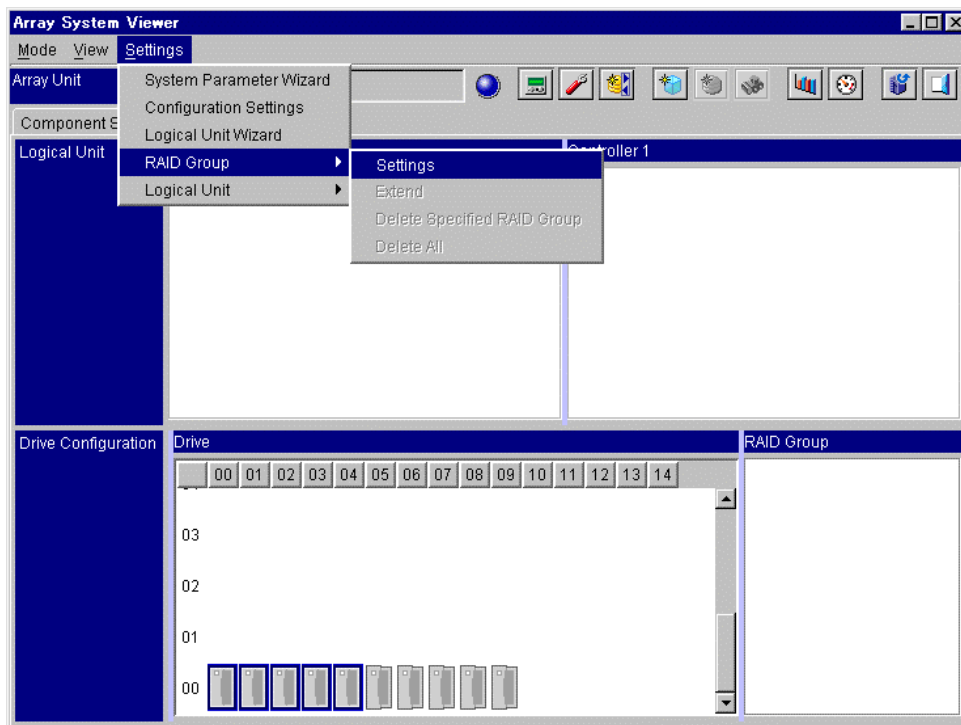 Array System Viewer
Mode View Settings
Array Unit
System Parameter Wizard
Configuration Settings
Logical Unit Wizard
RAID Group
Logical Unit
Settings
Extend
Delete Specified RAID Group
Delete All
Component S
Logical Unit
Controller 1
Drive Configuration
Drive
RAID Group
00 01 02 03 04 05 06 07 08 09 10 11 12 13 14
03
02
01
00